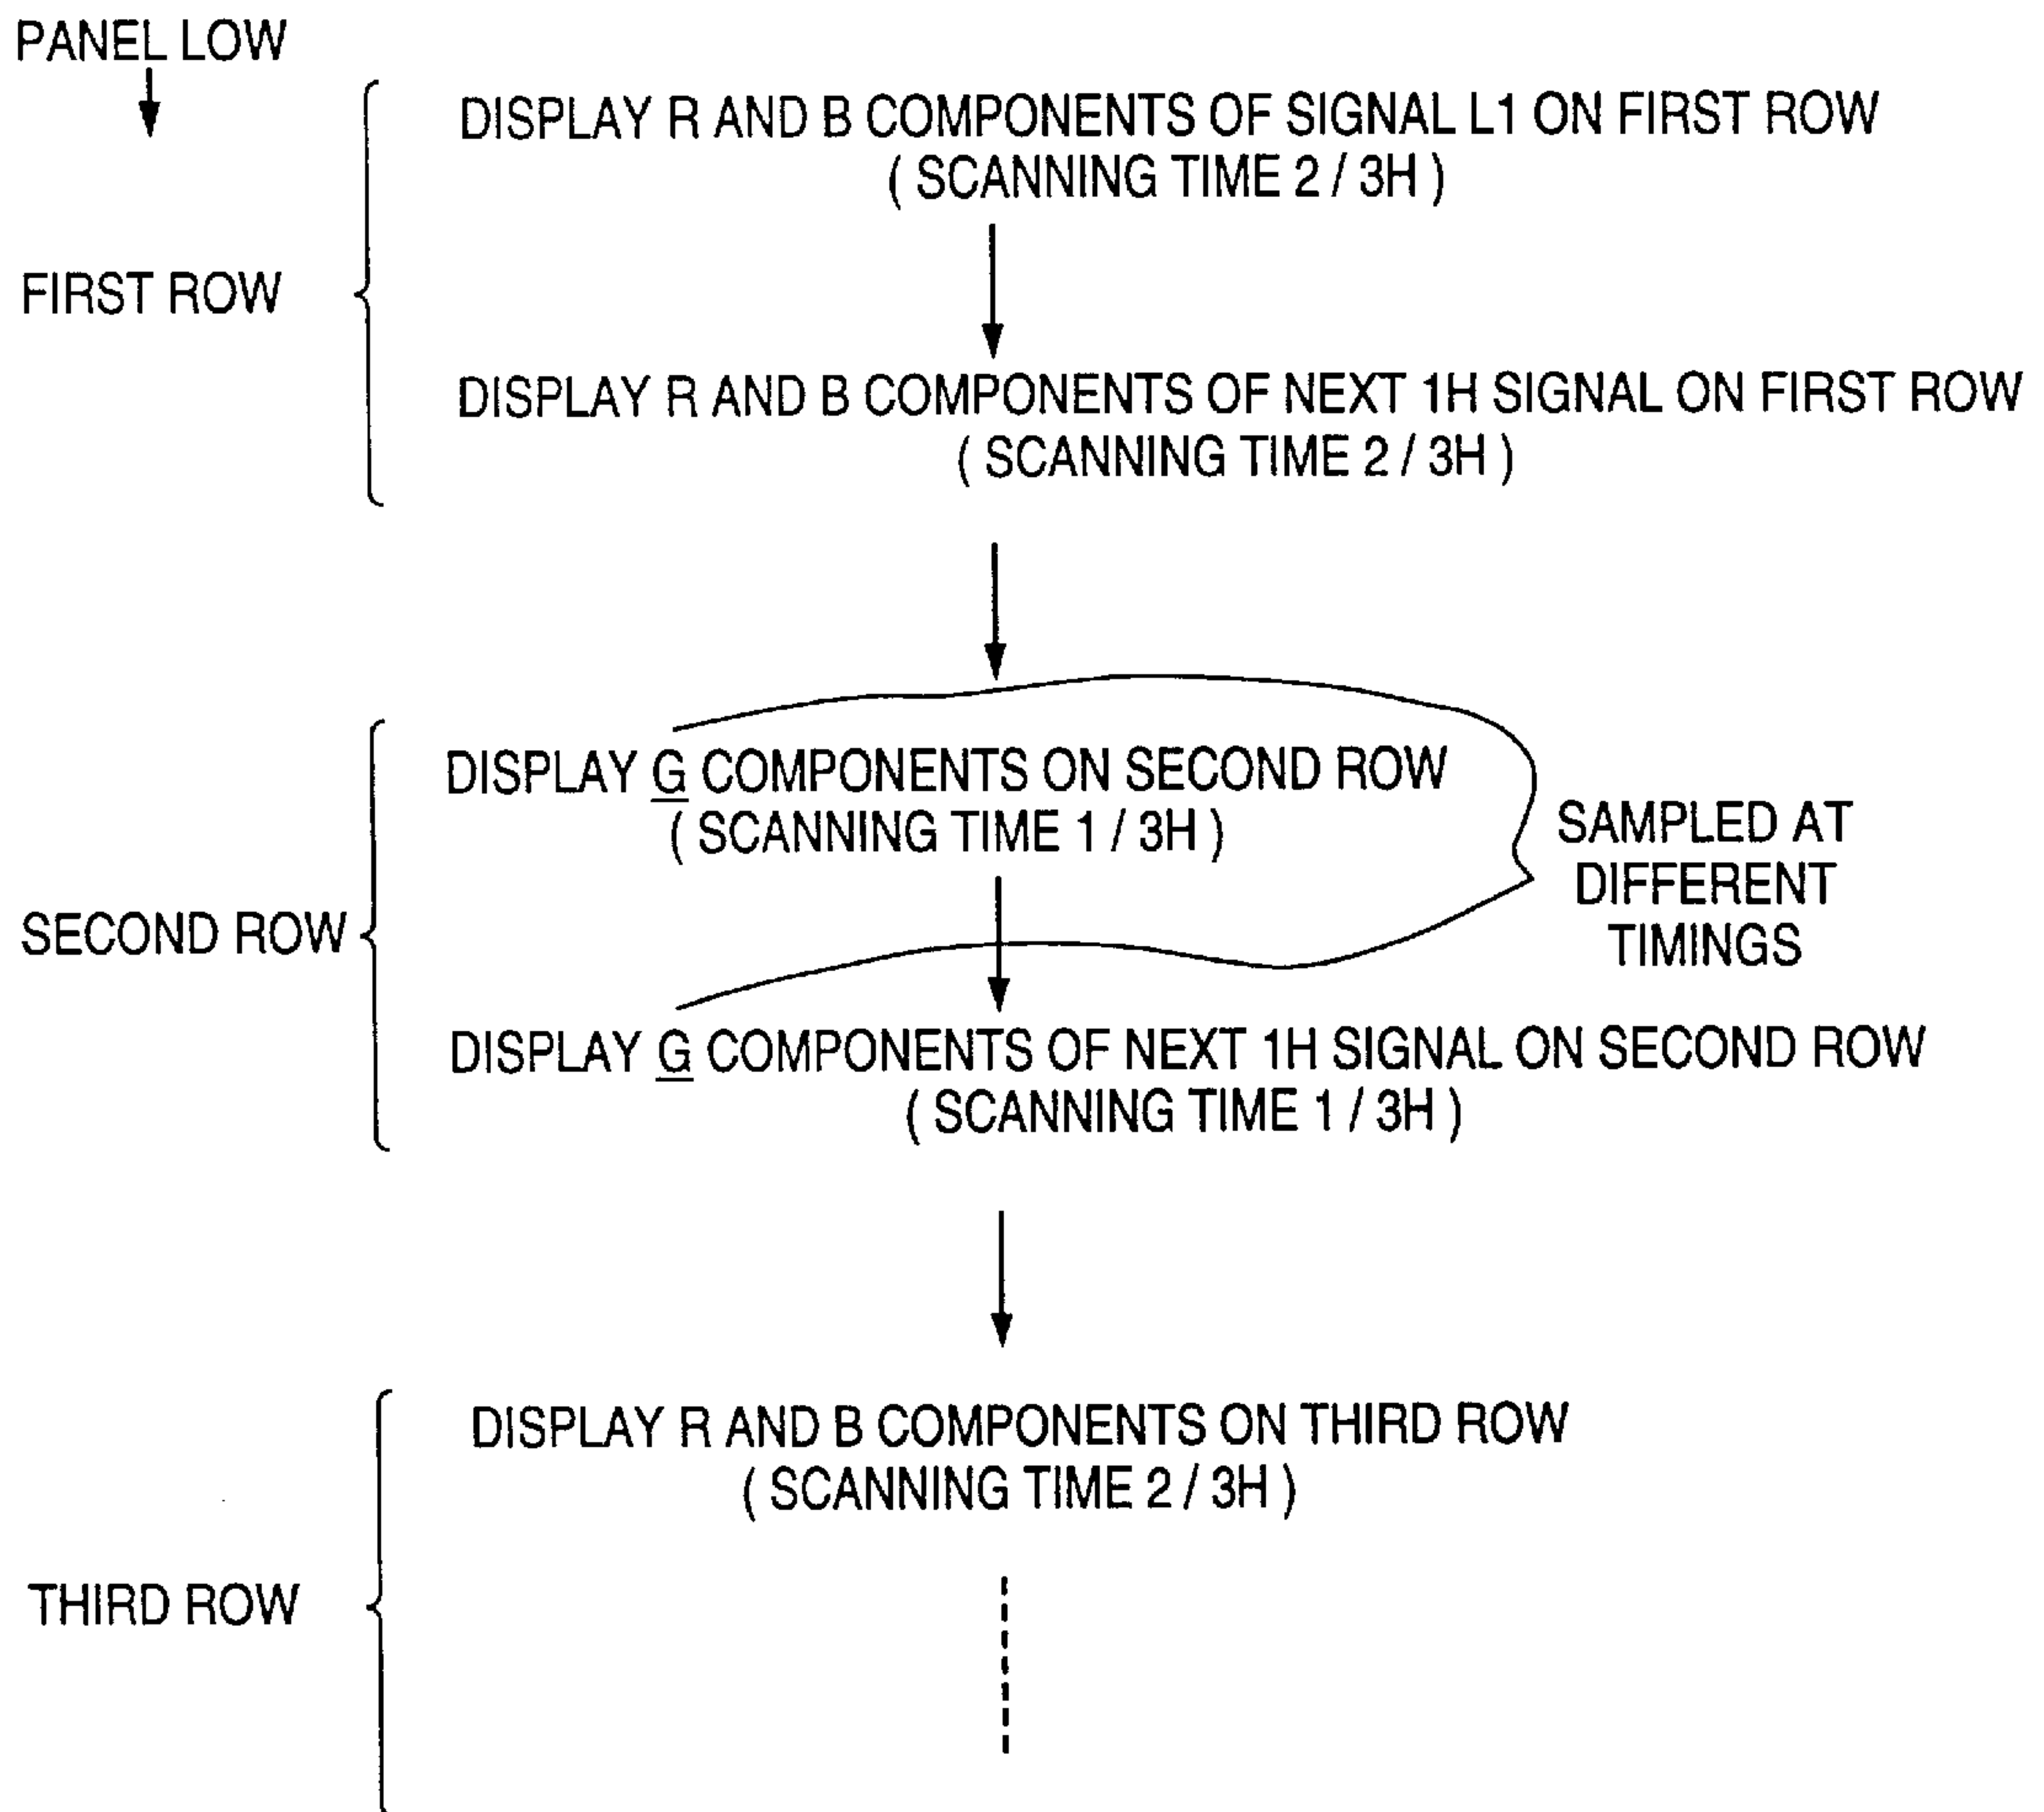 PANEL LOW
DISPLAY R AND B COMPONENTS OF SIGNAL L1 ON FIRST ROW
( SCANNING TIME 2 / 3H )
FIRST ROW
DISPLAY R AND B COMPONENTS OF NEXT 1H SIGNAL ON FIRST ROW
( SCANNING TIME 2 / 3H )
DISPLAY G COMPONENTS ON SECOND ROW
( SCANNING TIME 1 / 3H )
SAMPLED AT
DIFFERENT
TIMINGS
SECOND ROW
DISPLAY G COMPONENTS OF NEXT 1H SIGNAL ON SECOND ROW
( SCANNING TIME 1 / 3H )
DISPLAY R AND B COMPONENTS ON THIRD ROW
( SCANNING TIME 2 / 3H )
THIRD ROW